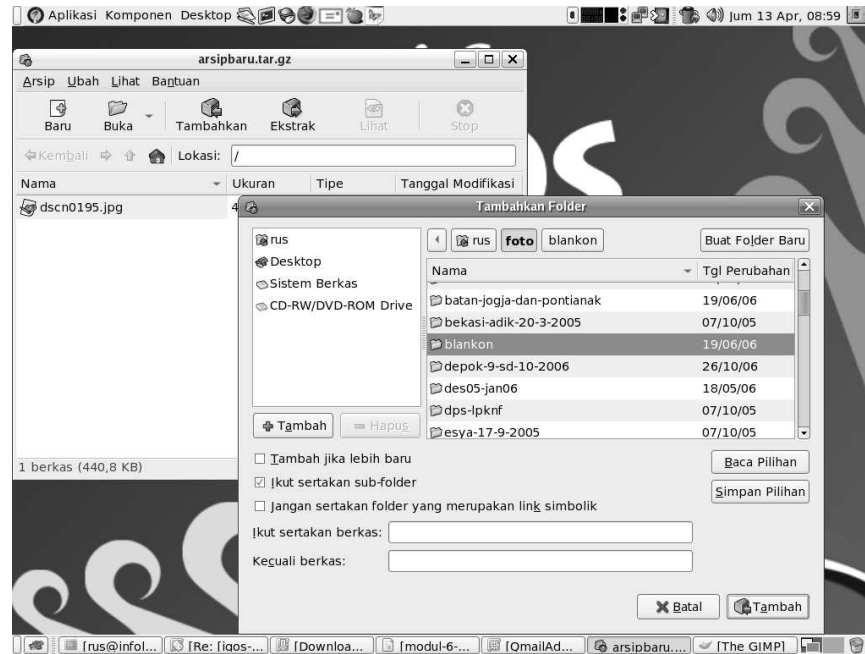 Aplikasi Komponen Desktop
Jum 13 Apr, 08:59
arsipbaru.tar.gz
Arsip Ubah Lihat Bantuan
Baru Buka Tambahkan Ekstrak Lihat Stop
Kembali Lokasi: /
Nama Ukuran Tipe Tanggal Modifikasi
dscn0195.jpg 4
1 berkas (440,8 KB)
Tambahkan Folder
rus
Desktop
Sistem Berkas
CD-RW/DVD-ROM Drive
Tambah Hapus
rus foto blankon Buat Folder Baru
Nama Tgl Perubahan
batan-jogja-dan-pontianak 19/06/06
bekasi-adik-20-3-2005 07/10/05
blankon 19/06/06
depok-9-sd-10-2006 26/10/06
des05-jan06 18/05/06
dps-lpknf 07/10/05
esya-17-9-2005 07/10/05
Tambah jika lebih baru
Ikut sertakan sub-folder
Jangan sertakan folder yang merupakan link simbolik
Baca Pilihan
Simpan Pilihan
Ikut sertakan berkas:
Kecuali berkas:
Batal Tambah
[rus@infol... [Re: [igos-... [Downloa... [modul-6-... [QmailAd... arsipbaru.... [The GIMP]